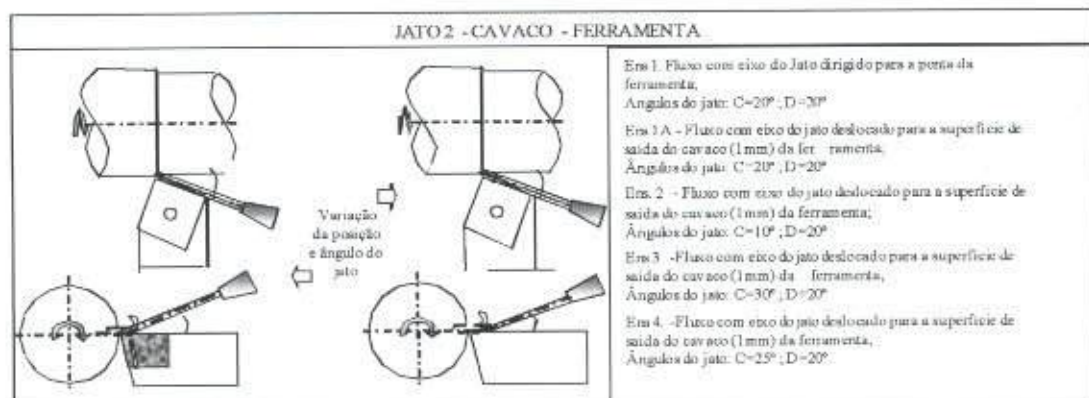 JATO 2 - CAVACO - FERRAMENTA
Variação
da posição
e ângulo do
jato
Ens 1. Fluxo com eixo do Jato dirigido para a ponta da
ferramenta;
Ângulos do jato: C=20° ; D=20°
Ens 1A - Fluxo com eixo do jato deslocado para a superfície de
saída do cavaco (1mm) da fer ramenta;
Ângulos do jato: C=20° ; D=20°
Ens. 2 - Fluxo com eixo do jato deslocado para a superfície de
saída do cavaco (1mm) da ferramenta;
Ângulos do jato: C=10° ; D=20°
Ens 3 -Fluxo com eixo do jato deslocado para a superfície de
saída do cavaco (1mm) da ferramenta,
Ângulos do jato: C=30° ; D=20°
Ens 4. -Fluxo com eixo do jato deslocado para a superfície de
saída do cavaco (1mm) da ferramenta,
Ângulos do jato: C=25° ; D=20°